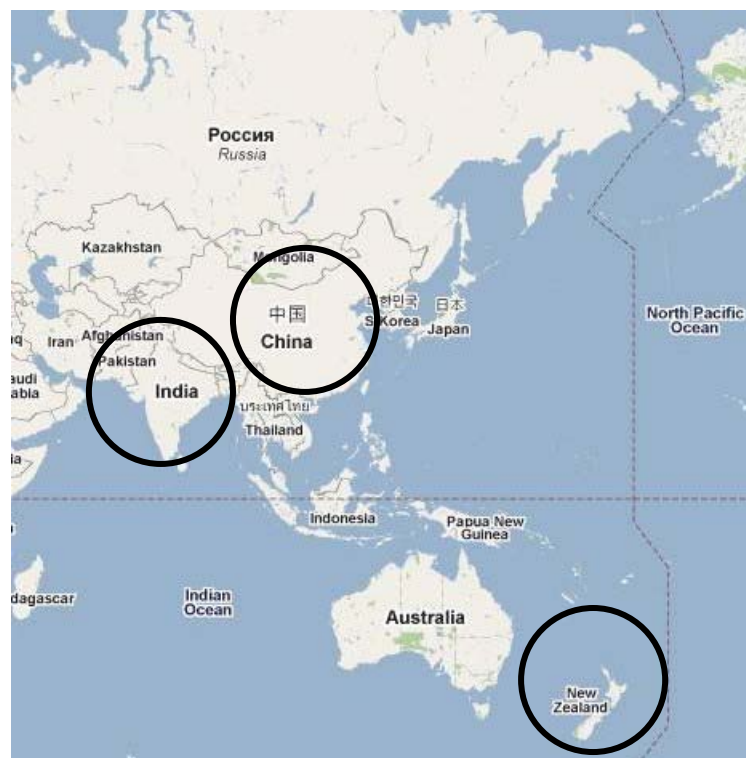 Россия
Russia
Kazakhstan
Mongolia
中国
China
대한민국
S Korea
日本
Japan
North Pacific
Ocean
Iran
Afghanistan
Pakistan
India
ประเทศไทย
Thailand
Indonesia
Papua New
Guinea
Indian
Ocean
Australia
New
Zealand